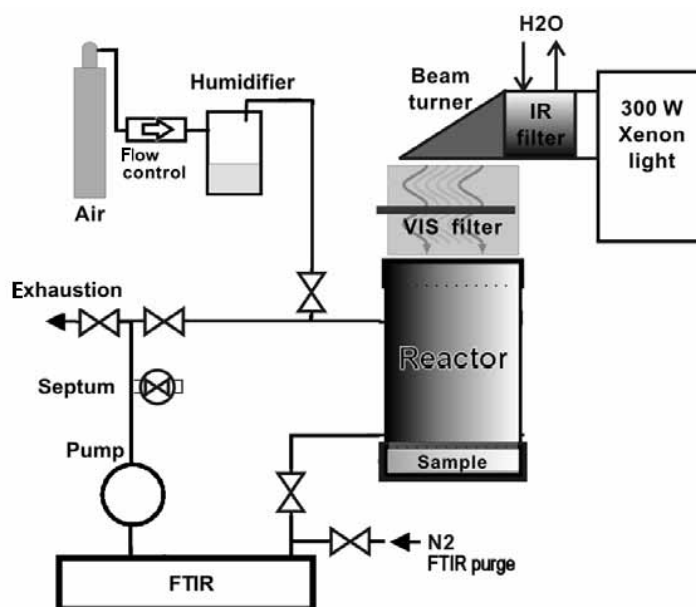 H2O
Humidifier
Beam
turner
IR
filter
300 W
Xenon
light
Flow
control
Air
VIS filter
Exhaustion
Reactor
Septum
Pump
Sample
N2
FTIR purge
FTIR